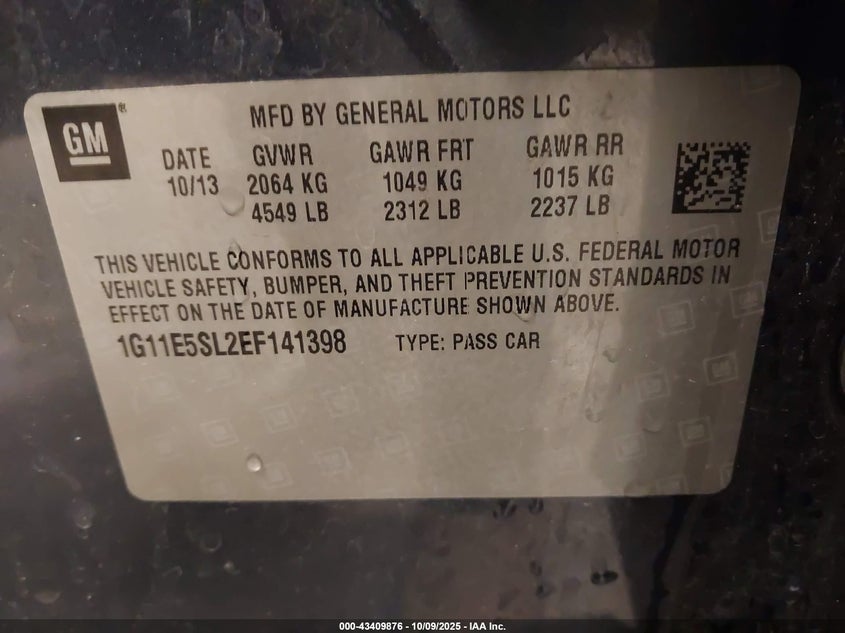 GM
MFD BY GENERAL MOTORS LLC
DATE GVWR GAWR FRT GAWR RR
10/13 2064 KG 1049 KG 1015 KG
4549 LB 2312 LB 2237 LB
THIS VEHICLE CONFORMS TO ALL APPLICABLE U.S. FEDERAL MOTOR
VEHICLE SAFETY, BUMPER, AND THEFT PREVENTION STANDARDS IN
EFFECT ON THE DATE OF MANUFACTURE SHOWN ABOVE.
1G11E5SL2EF141398 TYPE: PASS CAR
000-43409876 - 10/09/2025 - IAA Inc.